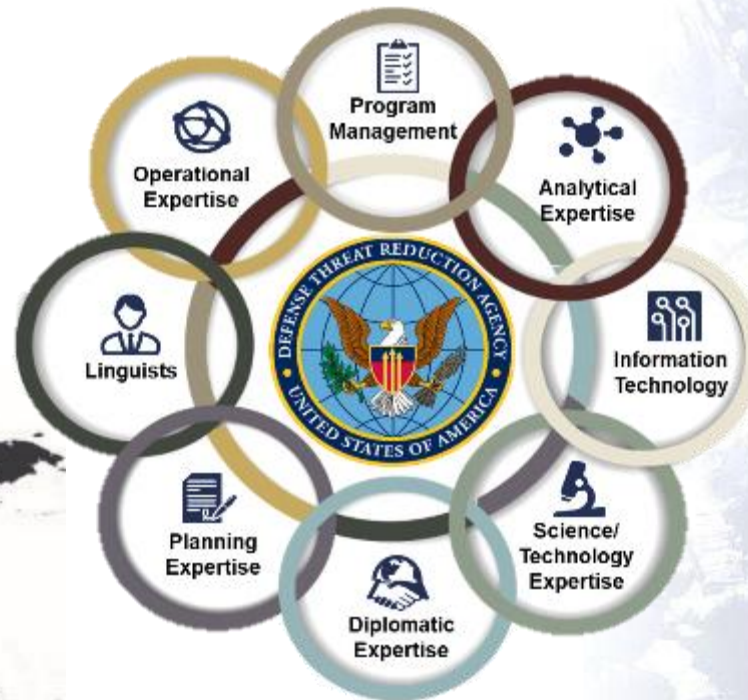 Program
Management
Analytical
Expertise
Information
Technology
Science/
Technology
Expertise
Diplomatic
Expertise
Planning
Expertise
Linguists
Operational
Expertise
DEFENSE THREAT REDUCTION AGENCY
UNITED STATES OF AMERICA